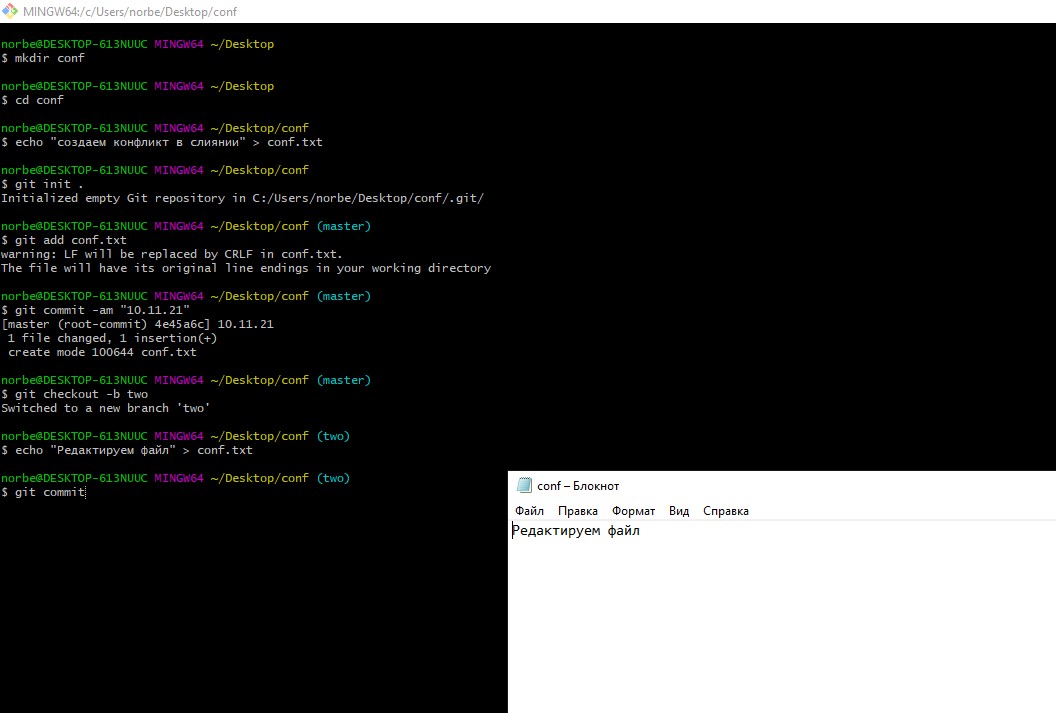 MINGW64:/c/Users/norbe/Desktop/conf
norbe@DESKTOP-613NUUC MINGW64 ~/Desktop
$ mkdir conf
norbe@DESKTOP-613NUUC MINGW64 ~/Desktop
$ cd conf
norbe@DESKTOP-613NUUC MINGW64 ~/Desktop/conf
$ echo "создаем конфликт в слиянии" > conf.txt
norbe@DESKTOP-613NUUC MINGW64 ~/Desktop/conf
$ git init .
Initialized empty Git repository in C:/Users/norbe/Desktop/conf/.git/
norbe@DESKTOP-613NUUC MINGW64 ~/Desktop/conf (master)
$ git add conf.txt
warning: LF will be replaced by CRLF in conf.txt.
The file will have its original line endings in your working directory
norbe@DESKTOP-613NUUC MINGW64 ~/Desktop/conf (master)
$ git commit -am "10.11.21"
[master (root-commit) 4e45a6c] 10.11.21
1 file changed, 1 insertion(+)
create mode 100644 conf.txt
norbe@DESKTOP-613NUUC MINGW64 ~/Desktop/conf (master)
$ git checkout -b two
Switched to a new branch 'two'
norbe@DESKTOP-613NUUC MINGW64 ~/Desktop/conf (two)
$ echo "Редактируем файл" > conf.txt
norbe@DESKTOP-613NUUC MINGW64 ~/Desktop/conf (two)
$ git commit
conf – Блокнот
Файл Правка Формат Вид Справка
Редактируем файл